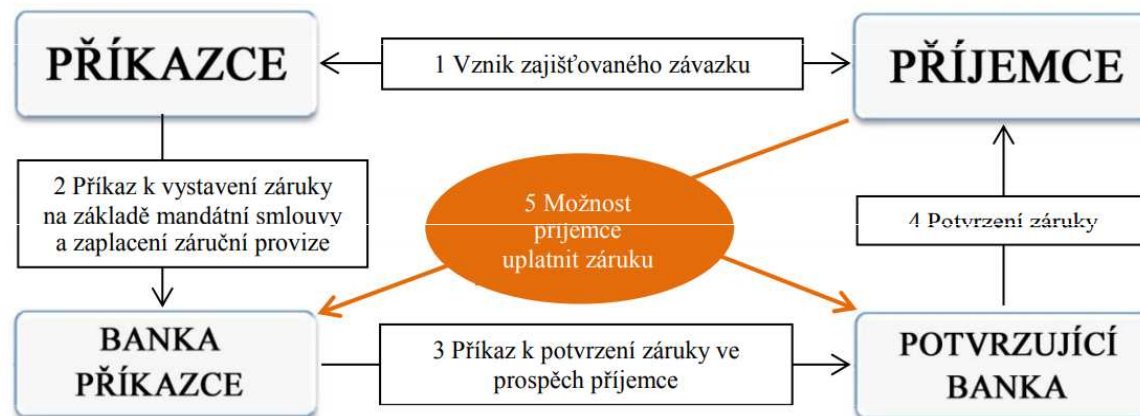 PŘÍKAZCE
1 Vznik zajišťovaného závazku
PŘÍJEMCE
2 Příkaz k vystavení záruky
na základě mandátní smlouvy
a zaplacení záruční provize
5 Možnost
příjemce
uplatnit záruku
4 Potvrzení záruky
BANKA
PŘÍKAZCE
3 Příkaz k potvrzení záruky ve
prospěch příjemce
POTVRZUJÍCÍ
BANKA